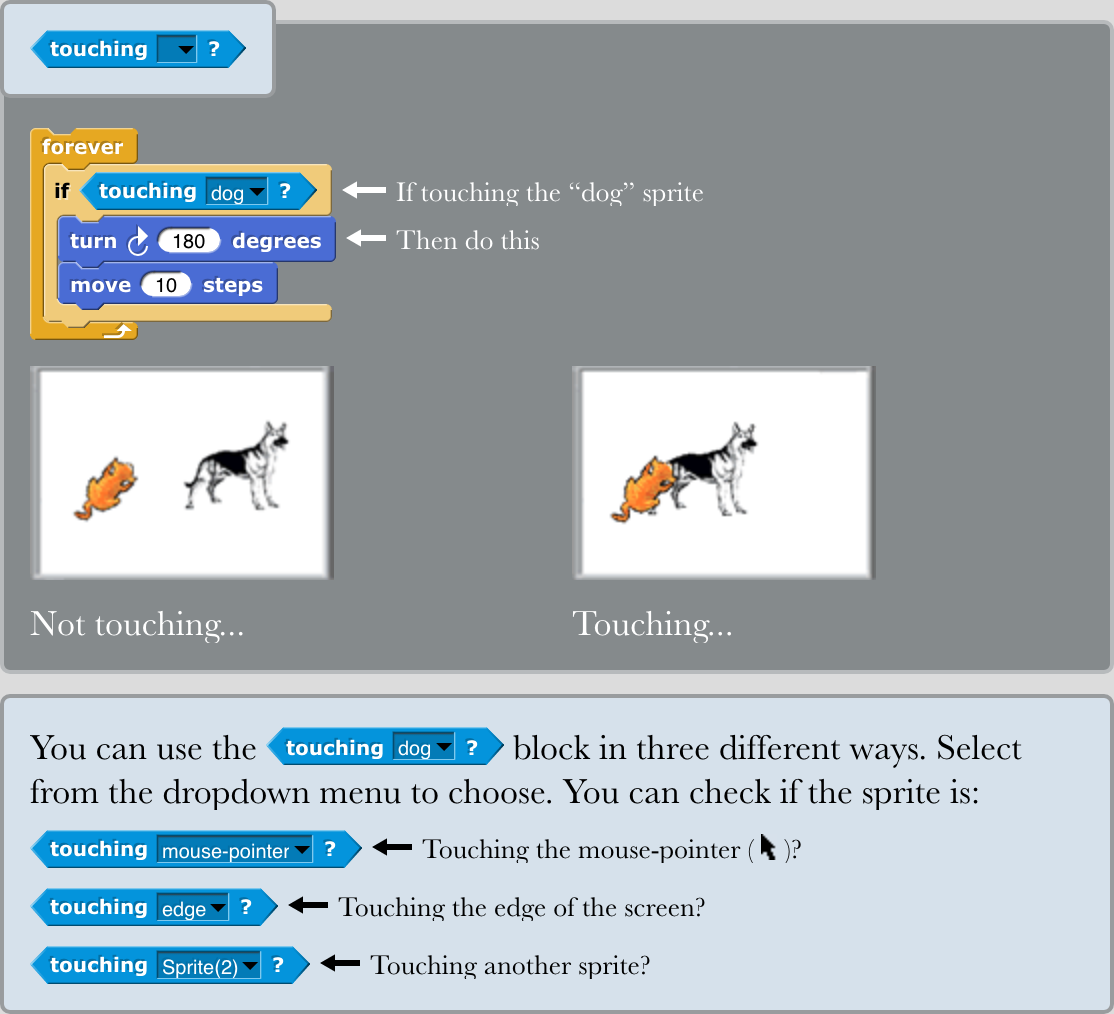 touching ?
forever
if touching dog ?
If touching the “dog” sprite
turn 180 degrees
Then do this
move 10 steps
Not touching...
Touching...
You can use the touching dog ? block in three different ways. Select
from the dropdown menu to choose. You can check if the sprite is:
touching mouse-pointer ?
Touching the mouse-pointer ( )?
touching edge ?
Touching the edge of the screen?
touching Sprite(2) ?
Touching another sprite?